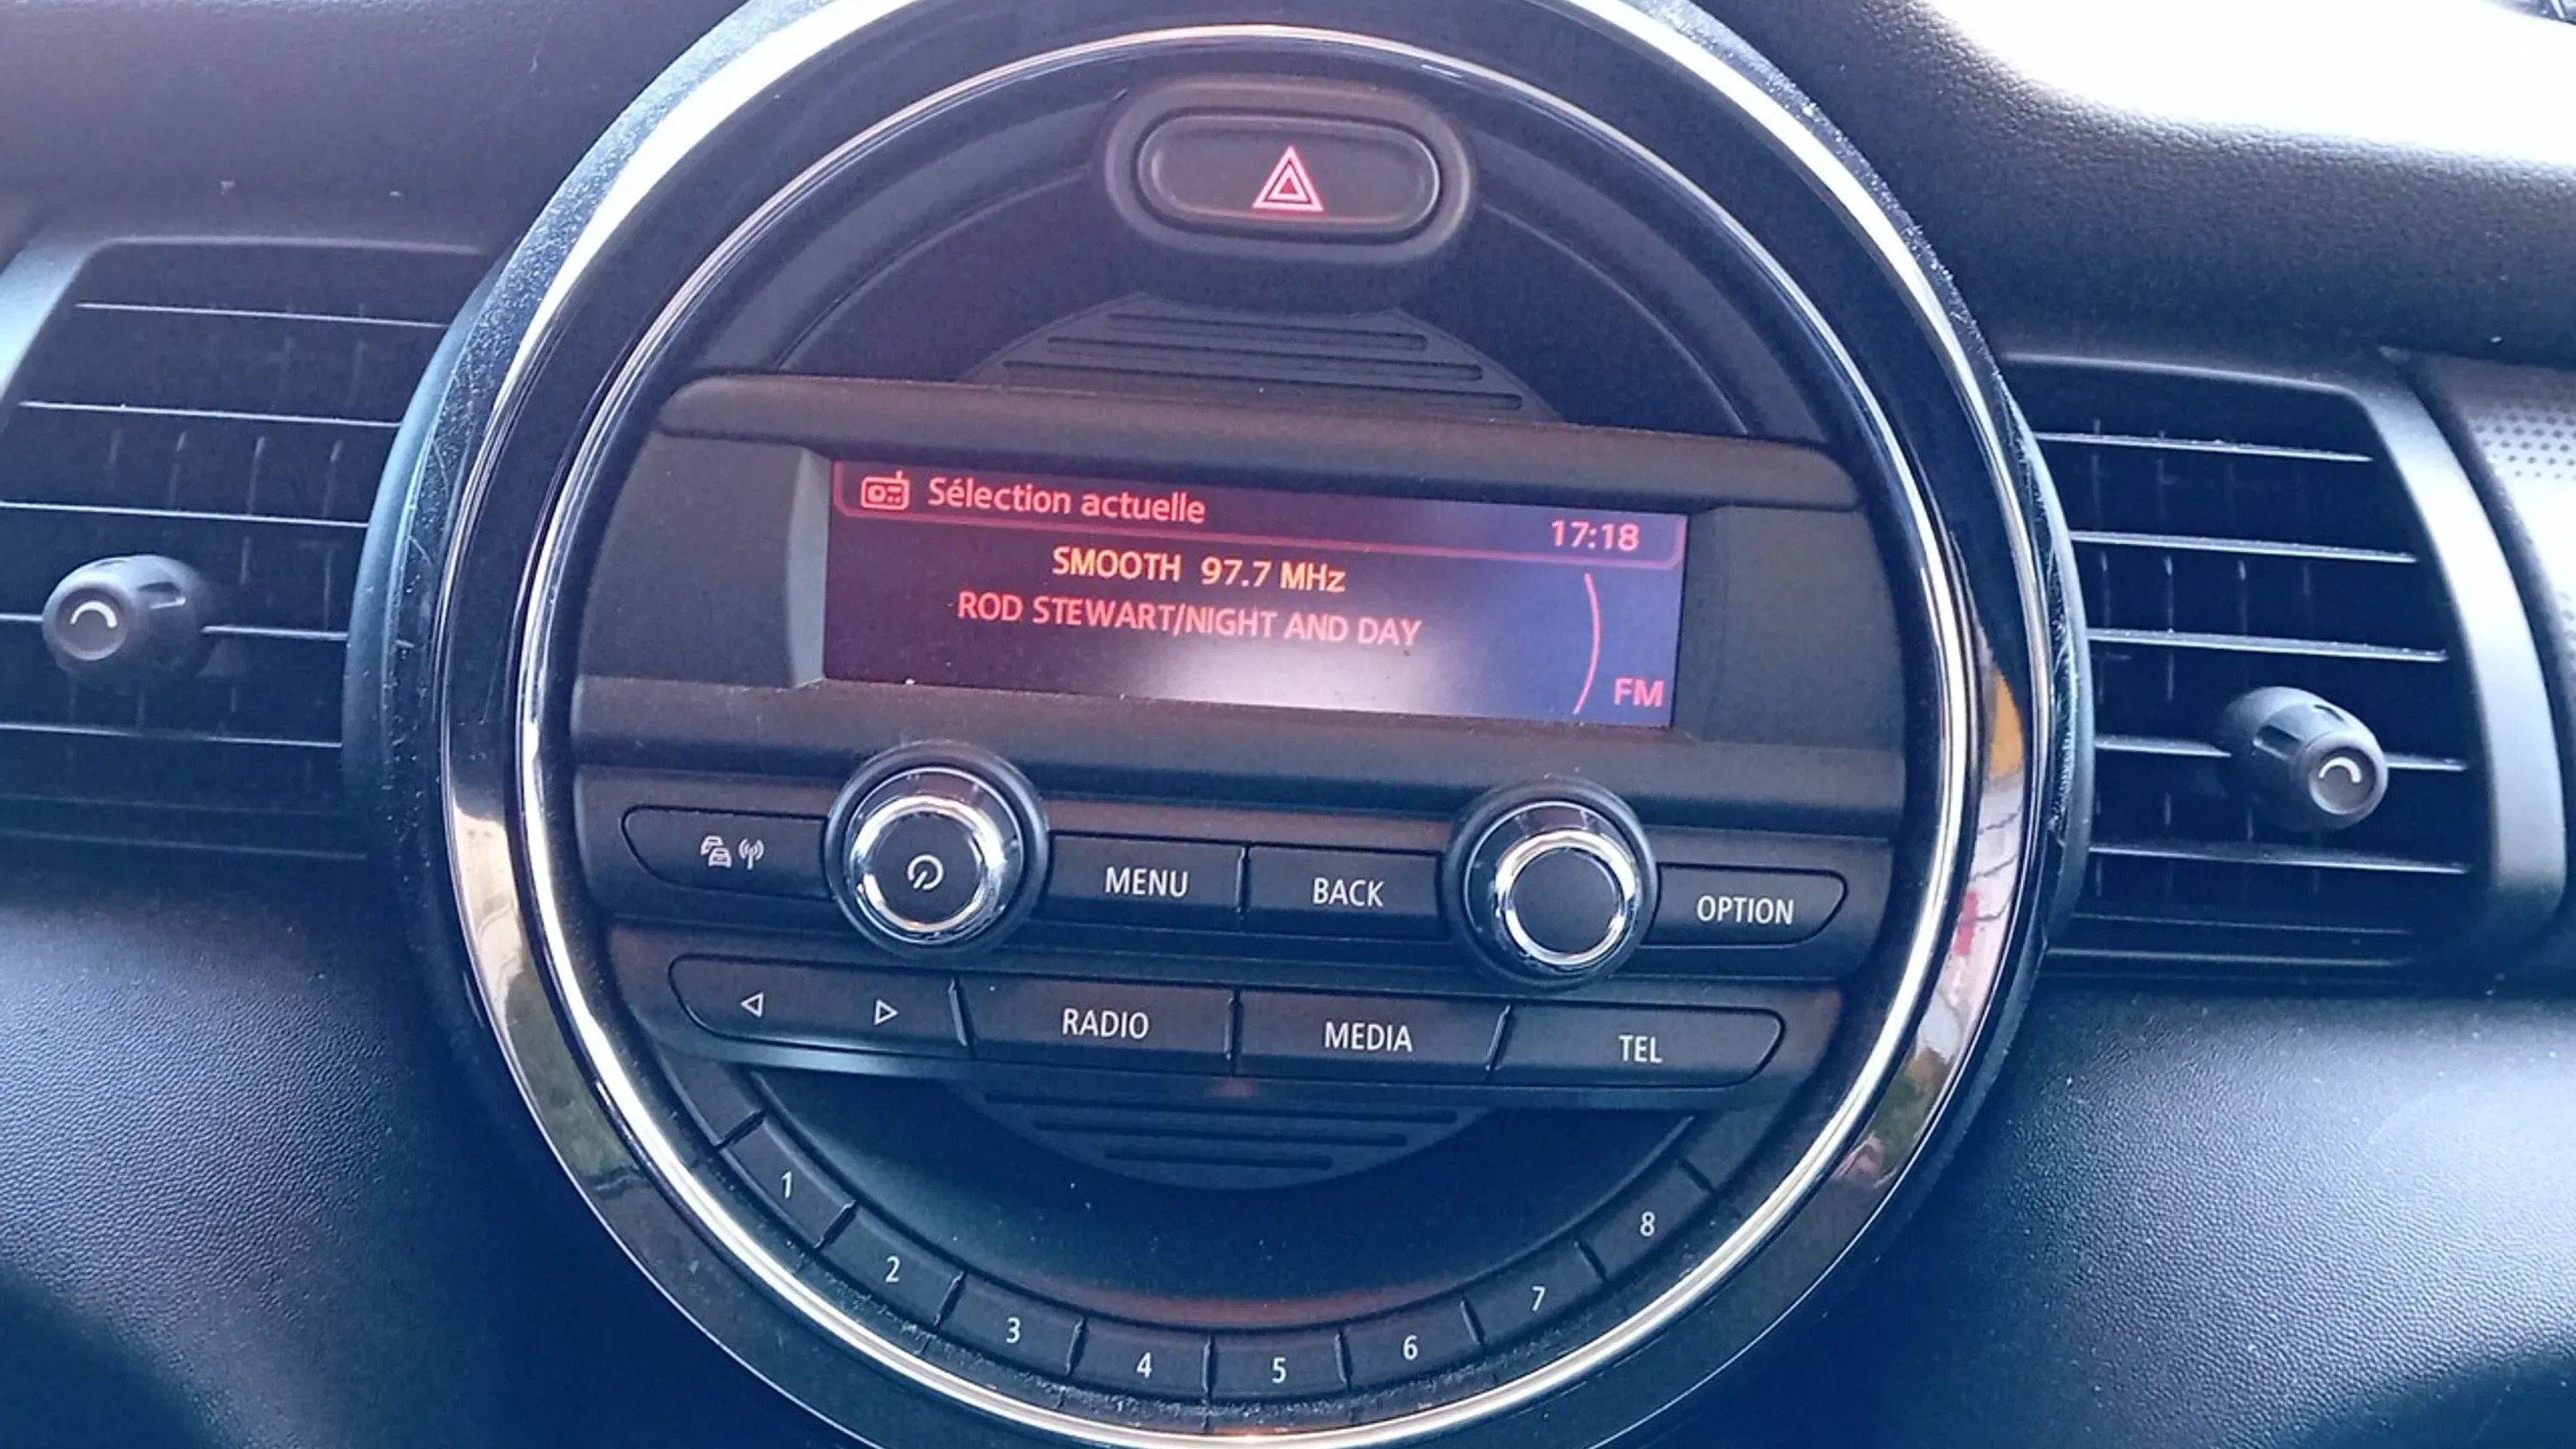 Sélection actuelle 17:18
SMOOTH 97.7 MHz
ROD STEWART/NIGHT AND DAY
FM
MENU BACK OPTION
RADIO MEDIA TEL
1 2 3 4 5 6 7 8